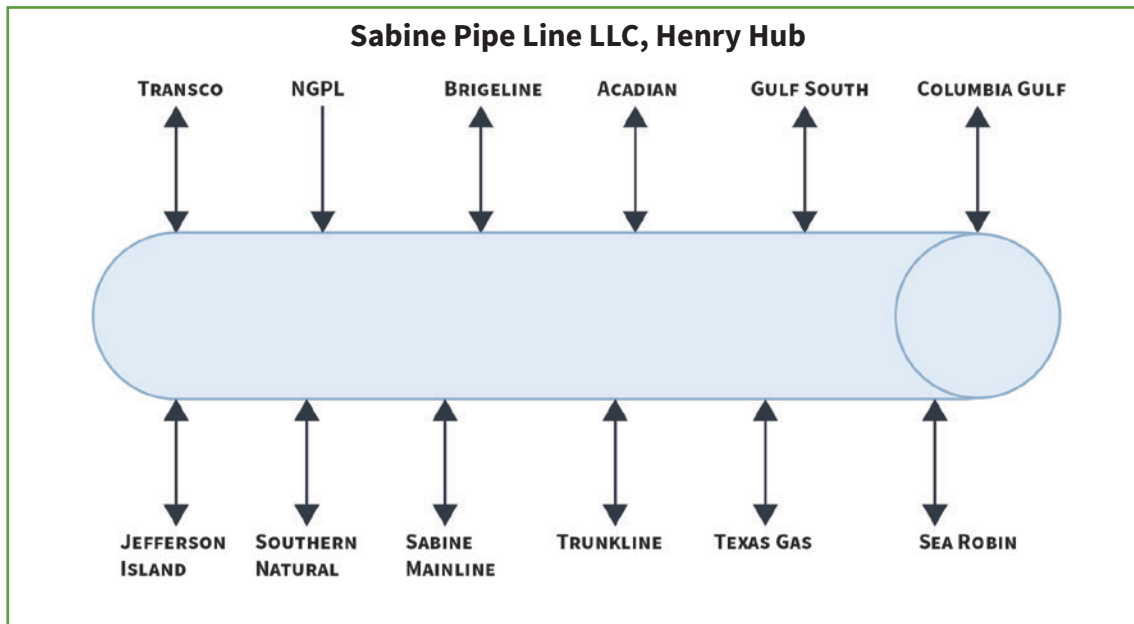 Sabine Pipe Line LLC, Henry Hub
TRANSCO
NGPL
BRIGELINE
ACADIAN
GULF SOUTH
COLUMBIA GULF
JEFFERSON
ISLAND
SOUTHERN
NATURAL
SABINE
MAINLINE
TRUNKLINE
TEXAS GAS
SEA ROBIN